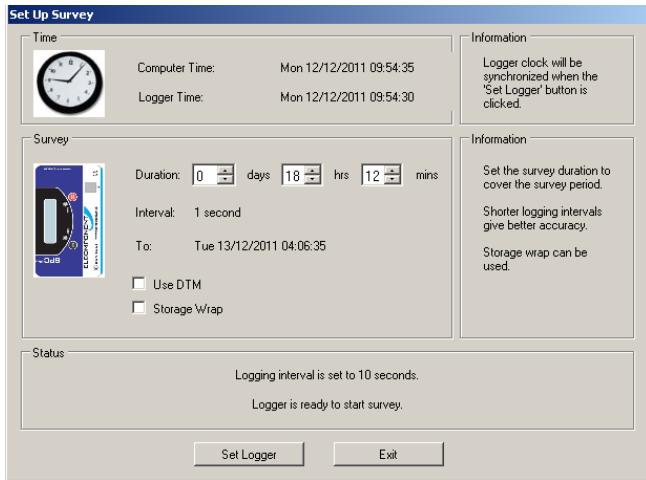 Set Up Survey
Time
Computer Time: Mon 12/12/2011 09:54:35
Logger Time: Mon 12/12/2011 09:54:30
Information
Logger clock will be
synchronized when the
'Set Logger' button is
clicked.
Survey
ELCOMPONENT
Duration: 0 days 18 hrs 12 mins
Interval: 1 second
To: Tue 13/12/2011 04:06:35
Use DTM
Storage Wrap
Information
Set the survey duration to
cover the survey period.
Shorter logging intervals
give better accuracy.
Storage wrap can be
used.
Status
Logging interval is set to 10 seconds.
Logger is ready to start survey.
Set Logger Exit